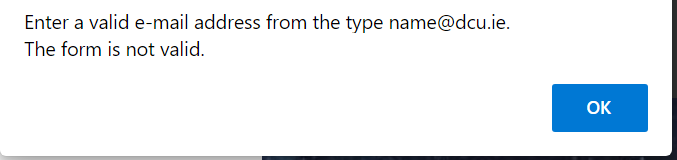 Enter a valid e-mail address from the type name@dcu.ie.
The form is not valid.
OK